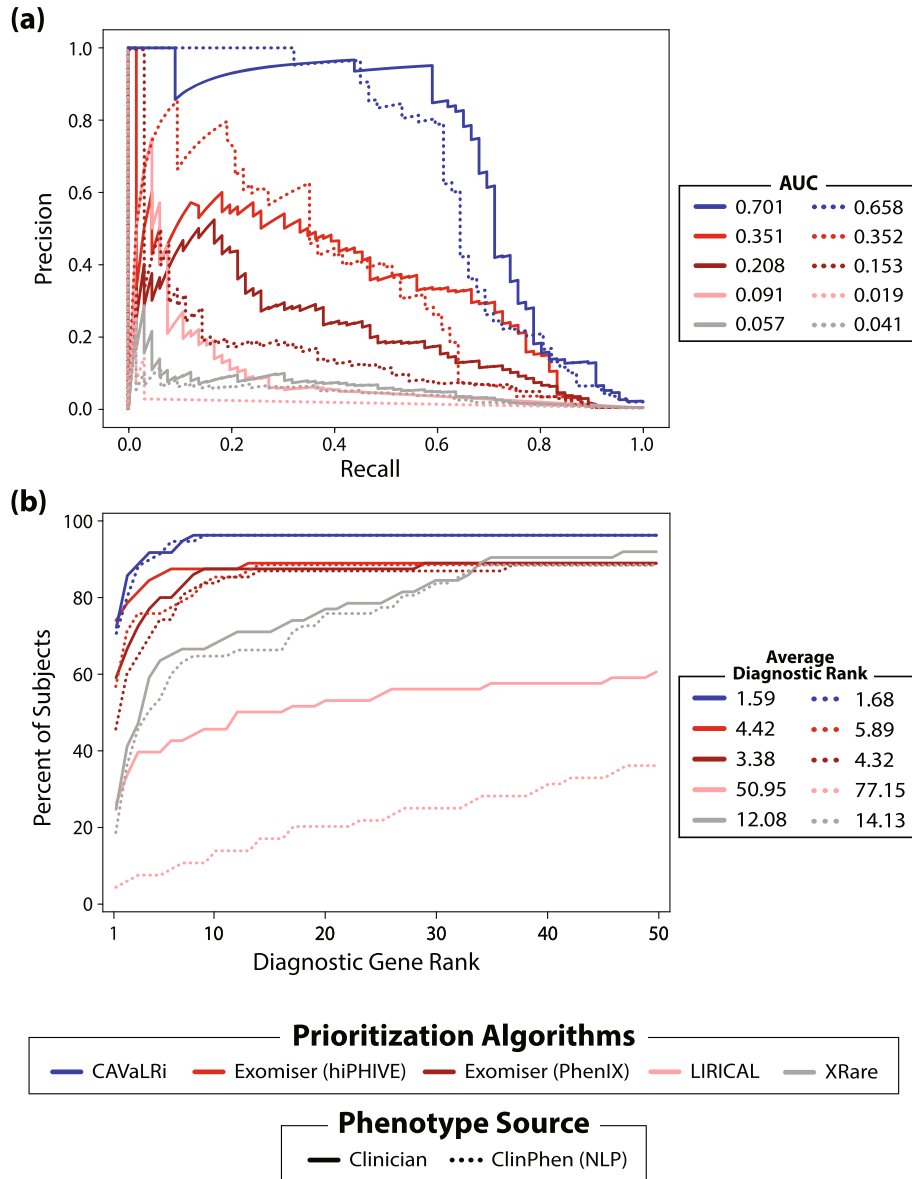 (a)
1.0
0.8
0.6
0.4
0.2
0.0
Precision
0.0 0.2 0.4 0.6 0.8 1.0
Recall
AUC
0.701 0.658
0.351 0.352
0.208 0.153
0.091 0.019
0.057 0.041
(b)
100
80
60
40
20
0
Percent of Subjects
1 10 20 30 40 50
Diagnostic Gene Rank
Average
Diagnostic Rank
1.59 1.68
4.42 5.89
3.38 4.32
50.95 77.15
12.08 14.13
Prioritization Algorithms
CAVaLRi Exomiser (hiPHIVE) Exomiser (PhenIX) LIRICAL XRare
Phenotype Source
Clinician ClinPhen (NLP)